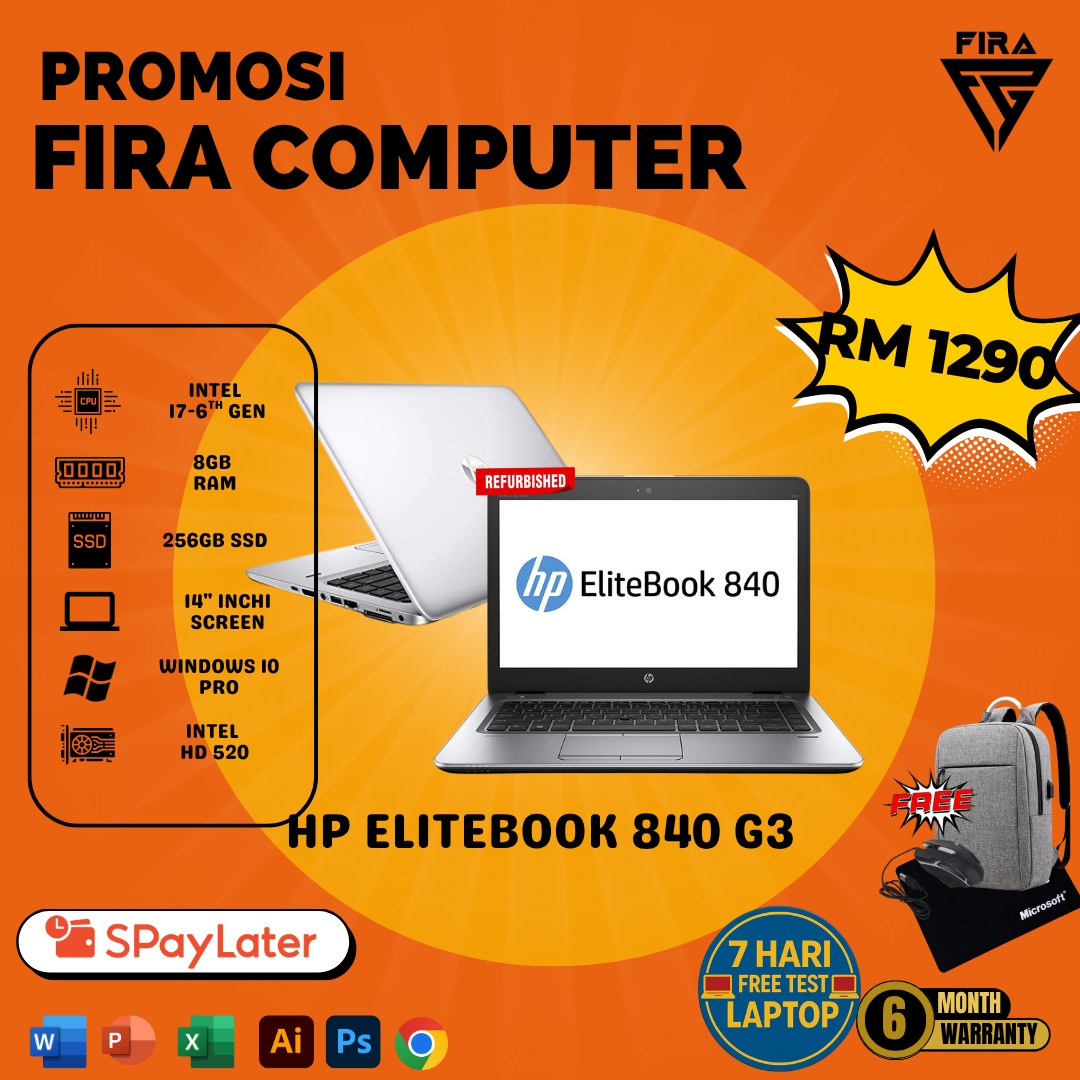 PROMOSI
FIRA COMPUTER
FIRA
RM 1290
CPU
INTEL
I7-6TH GEN
8GB
RAM
SSD
256GB SSD
14" INCHI
SCREEN
WINDOWS 10
PRO
INTEL
HD 520
REFURBISHED
hp EliteBook 840
hp
HP ELITEBOOK 840 G3
FREE
Microsoft
SPayLater
7 HARI
FREE TEST
LAPTOP
6 MONTH
WARRANTY
W
P
X
Ai
Ps